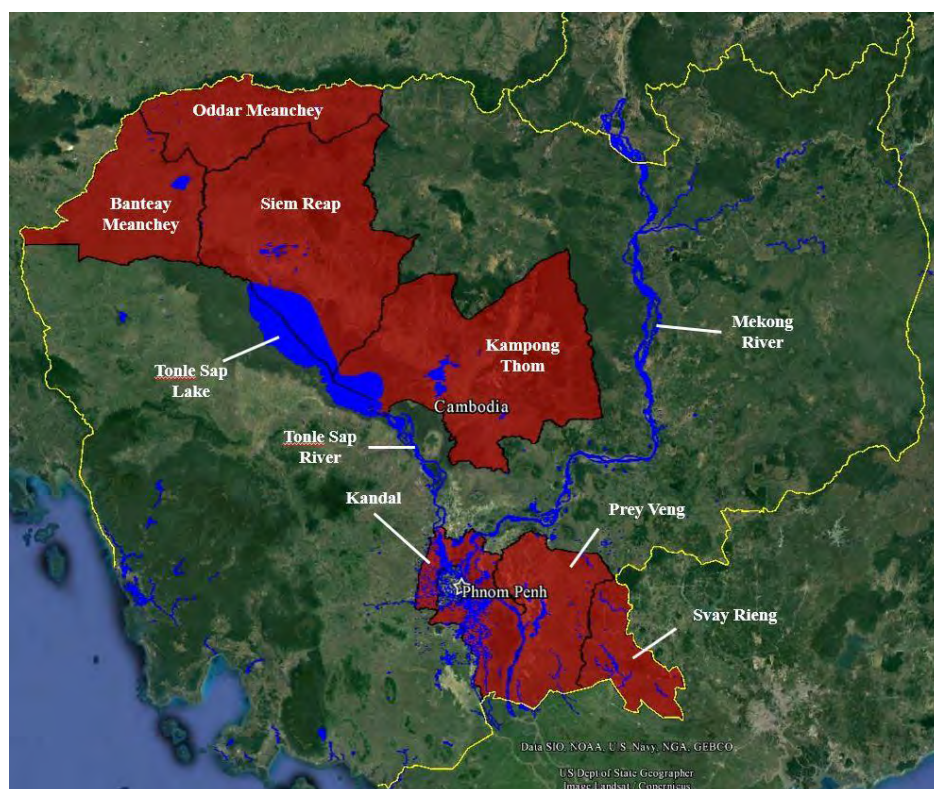 Oddar Meanchey
Banteay
Meanchey
Siem Reap
Mekong
River
Kampong
Thom
Tonle Sap
Lake
Cambodia
Tonle Sap
River
Kandal
Prey Veng
Phnom Penh
Svay Rieng
Data SIO, NOAA, U.S. Navy, NGA, GEBCO
US Dept of State Geographer
Image Landsat / Copernicus